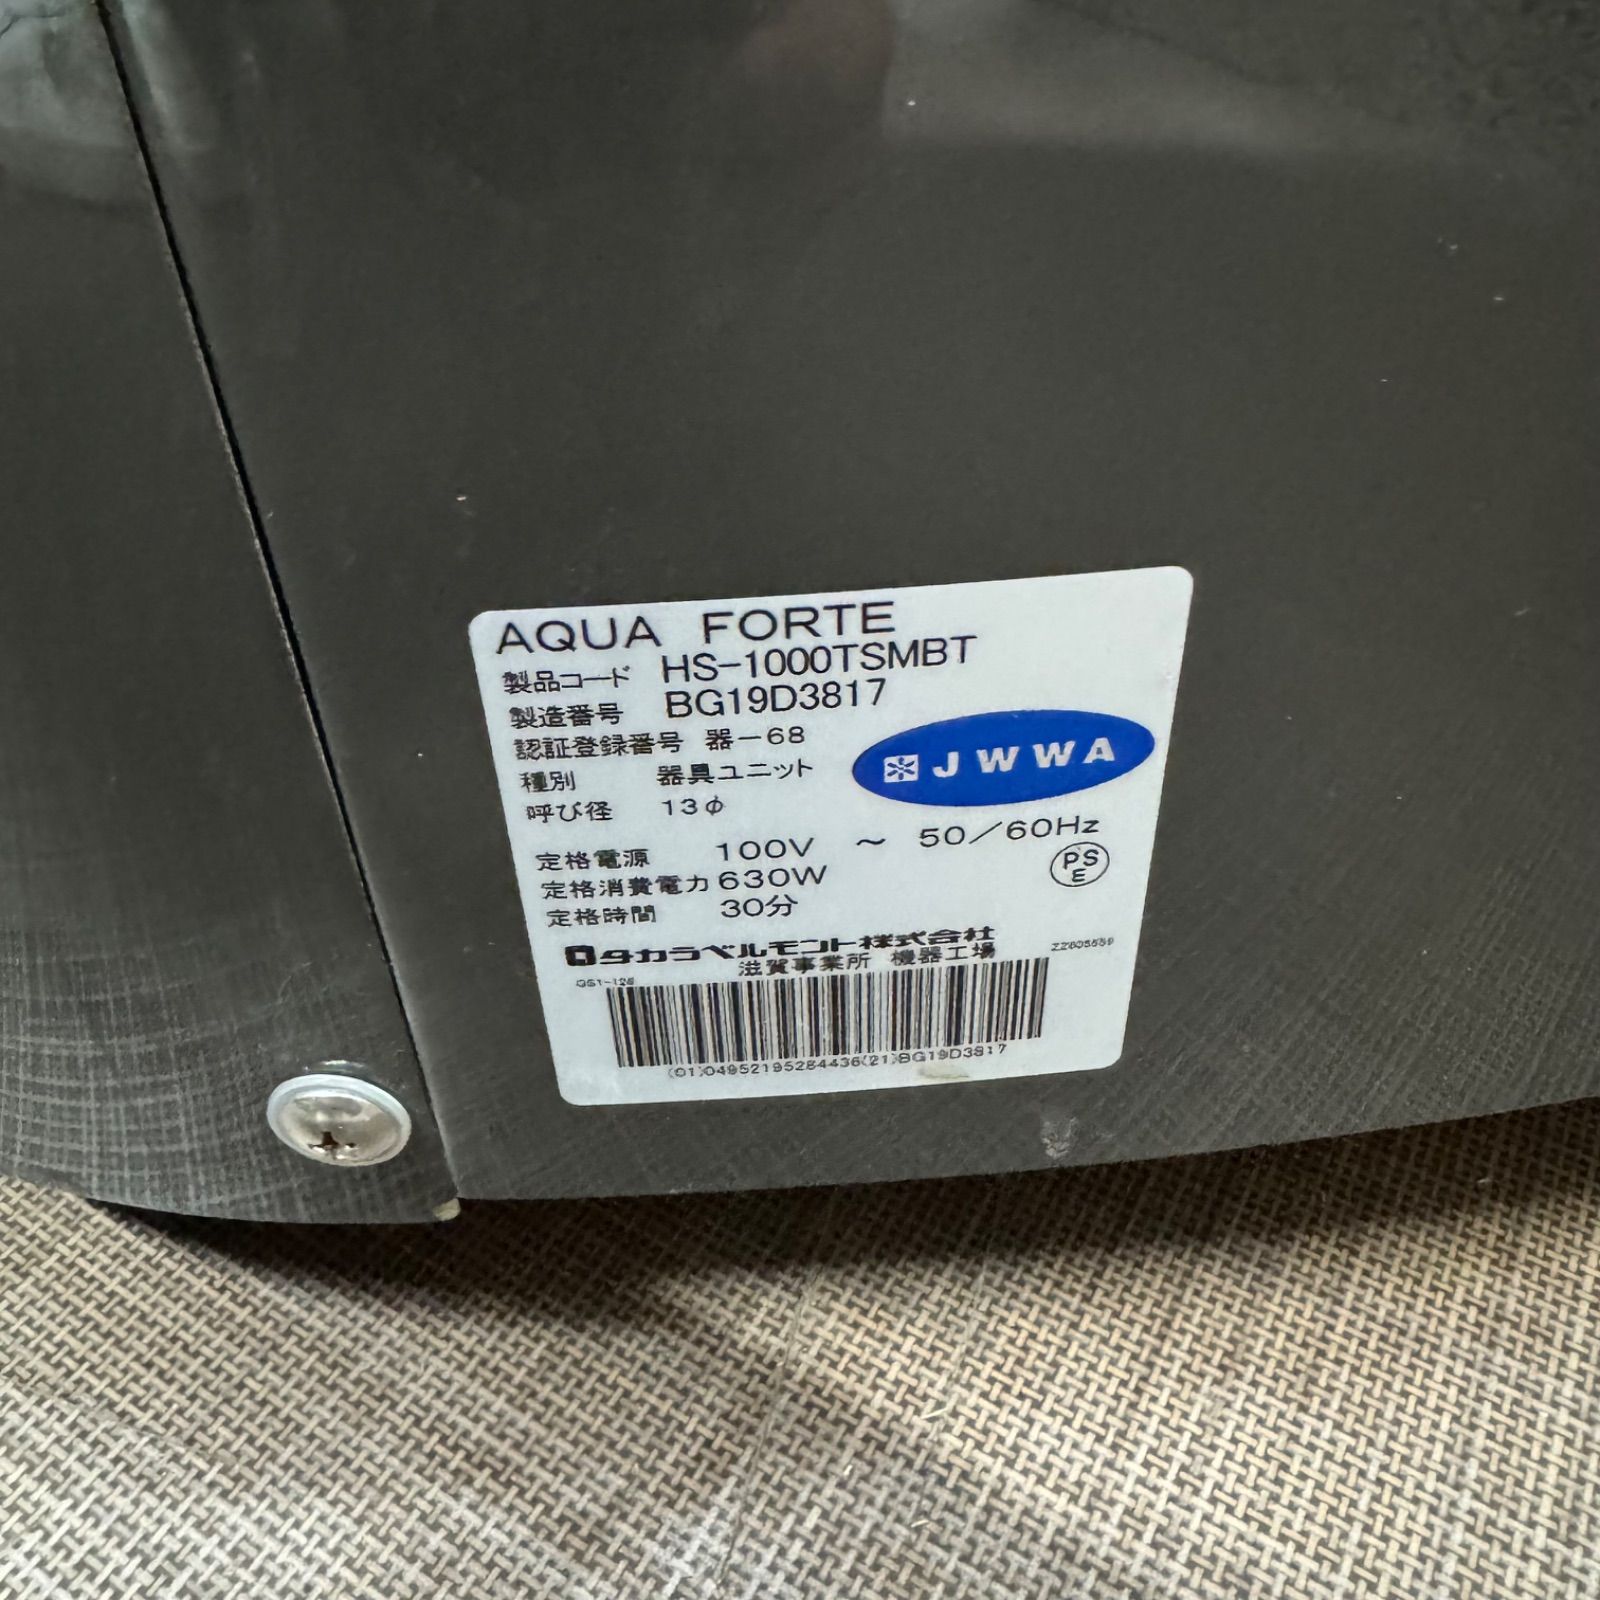 AQUA FORTE
製品コード HS-1000TSMBT
製造番号 BG19D3817
認証登録番号 器-68
種別 器具ユニット
呼び径 13φ
JWWA
定格電源 100V ~ 50/60Hz
定格消費電力 630W
定格時間 30分
PSE
タカラベルモント株式会社
滋賀事業所 機器工場
GS1-128
(01)04952195284436(21)BG19D3817